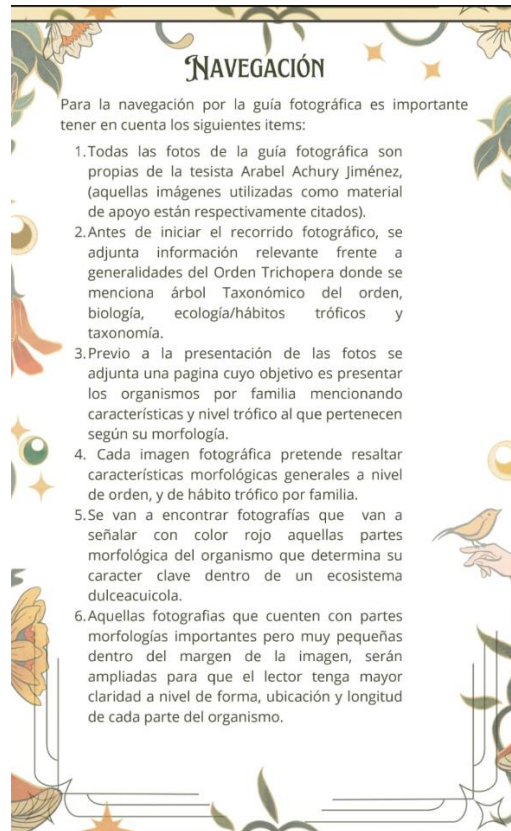 NAVEGACIÓN
Para la navegación por la guía fotográfica es importante
tener en cuenta los siguientes items:
1.Todas las fotos de la guía fotográfica son
propias de la tesista Arabel Achury Jiménez,
(aquellas imágenes utilizadas como material
de apoyo están respectivamente citados).
2.Antes de iniciar el recorrido fotográfico, se
adjunta información relevante frente a
generalidades del Orden Trichopera donde se
menciona árbol Taxonómico del orden,
biología, ecología/hábitos tróficos y
taxonomía.
3.Previo a la presentación de las fotos se
adjunta una pagina cuyo objetivo es presentar
los organismos por familia mencionando
características y nivel trófico al que pertenecen
según su morfología.
4. Cada imagen fotográfica pretende resaltar
características morfológicas generales a nivel
de orden, y de hábito trófico por familia.
5.Se van a encontrar fotografías que van a
señalar con color rojo aquellas partes
morfológica del organismo que determina su
caracter clave dentro de un ecosistema
dulceacuicola.
6.Aquellas fotografias que cuenten con partes
morfologías importantes pero muy pequeñas
dentro del margen de la imagen, serán
ampliadas para que el lector tenga mayor
claridad a nivel de forma, ubicación y longitud
de cada parte del organismo.